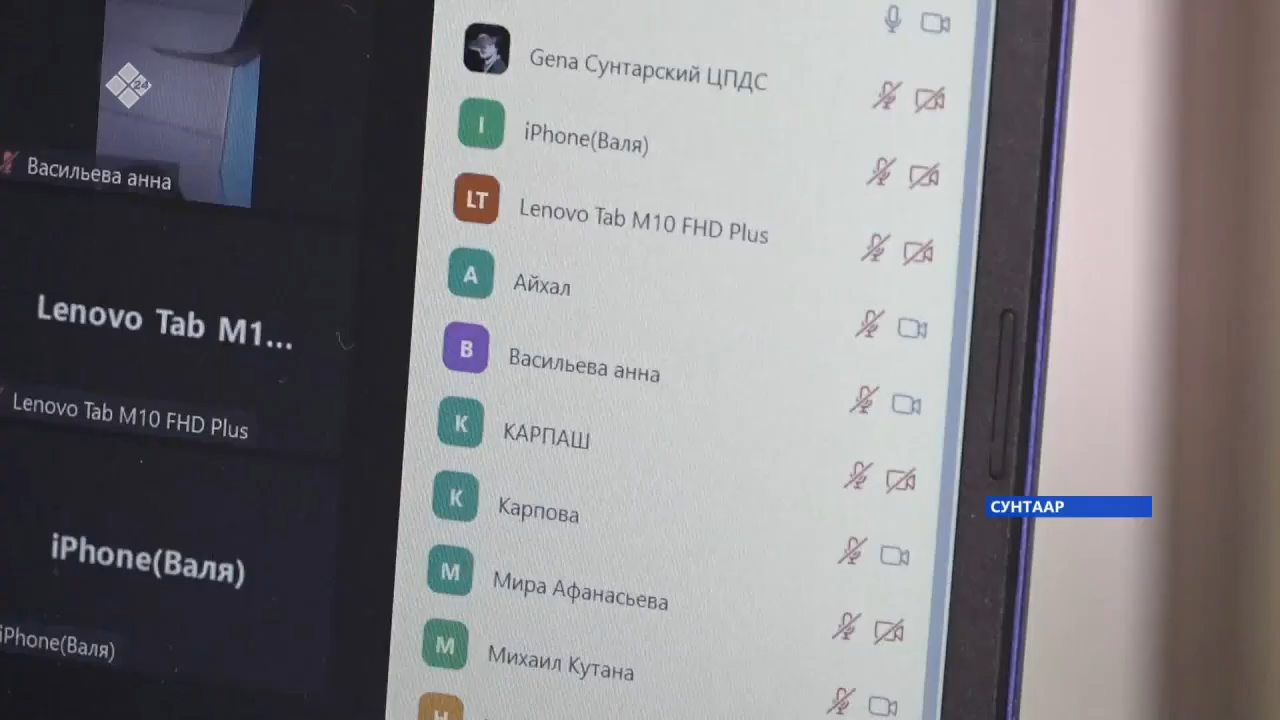 24
Васильева анна
Lenovo Tab M1...
Lenovo Tab M10 FHD Plus
iPhone(Валя)
iPhone(Валя)
Gena Сунтарский ЦПДС
I
iPhone(Валя)
LT
Lenovo Tab M10 FHD Plus
А
Айхал
В
Васильева анна
К
КАРПАШ
К
Карпова
М
Мира Афанасьева
М
Михаил Кутана
Н
СУНТААР